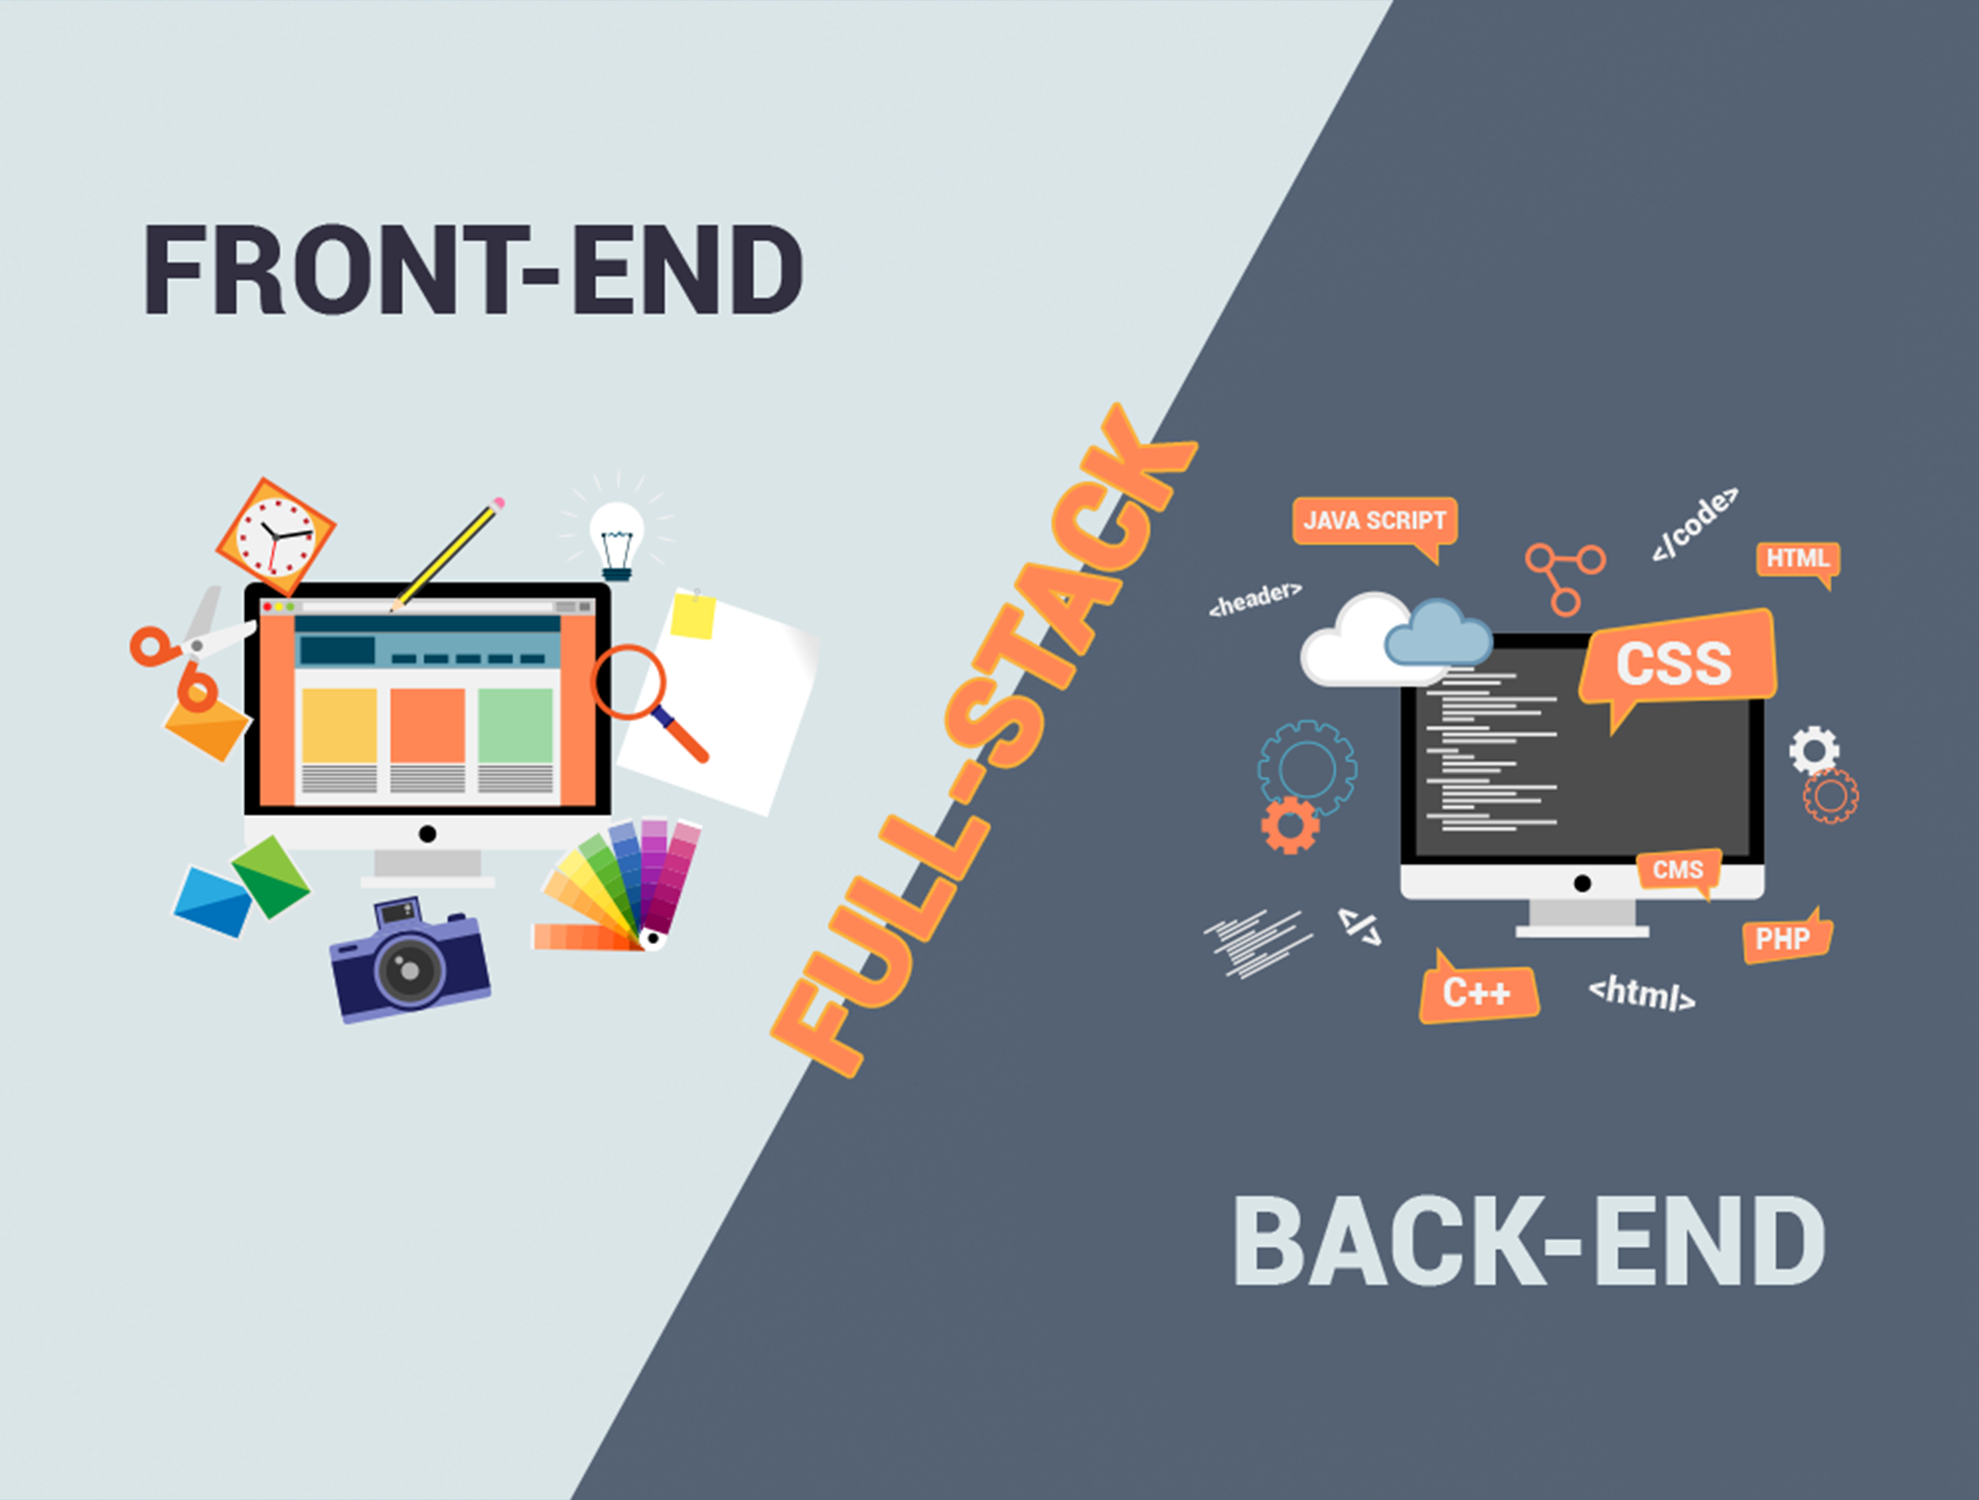 FRONT-END
FULL-STACK
JAVA SCRIPT
</code>
HTML
<header>
CSS
CMS
</>
PHP
C++
<html>
BACK-END